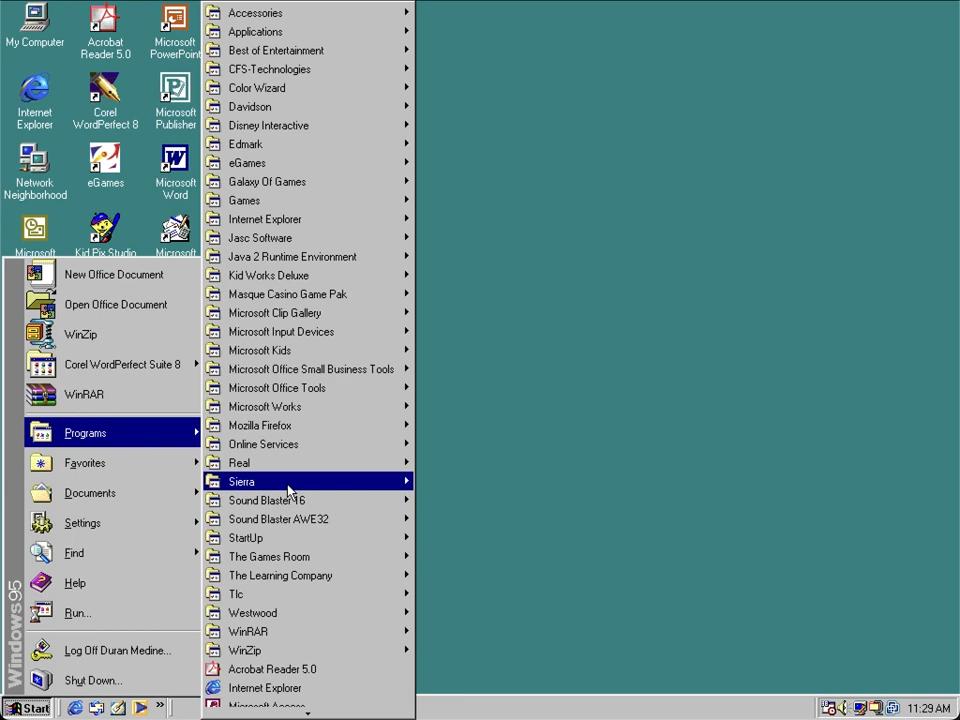 My Computer
Acrobat
Reader 5.0
Microsoft
PowerPoint
Internet
Explorer
Corel
WordPerfect 8
Microsoft
Publisher
Network
Neighborhood
eGames
Microsoft
Word
Microsoft
Kid Pix Studio
Microsoft
New Office Document
Open Office Document
WinZip
Corel WordPerfect Suite 8
WinRAR
Programs
Favorites
Documents
Settings
Find
Help
Run...
Log Off Duran Medine...
Shut Down...
Windows95
Accessories
Applications
Best of Entertainment
CFS-Technologies
Color Wizard
Davidson
Disney Interactive
Edmark
eGames
Galaxy Of Games
Games
Internet Explorer
Jasc Software
Java 2 Runtime Environment
Kid Works Deluxe
Masque Casino Game Pak
Microsoft Clip Gallery
Microsoft Input Devices
Microsoft Kids
Microsoft Office Small Business Tools
Microsoft Office Tools
Microsoft Works
Mozilla Firefox
Online Services
Real
Sierra
Sound Blaster 16
Sound Blaster AWE32
StartUp
The Games Room
The Learning Company
Tlc
Westwood
WinRAR
WinZip
Acrobat Reader 5.0
Internet Explorer
Microsoft Access
Start
11:29 AM